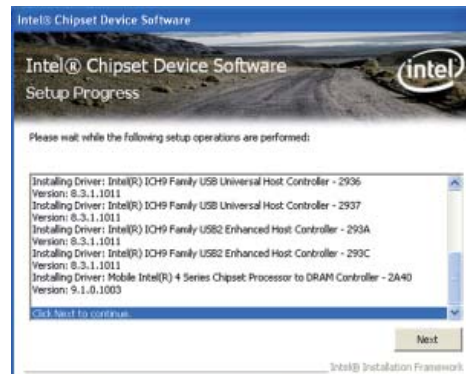 Intel® Chipset Device Software
Intel® Chipset Device Software
intel
Setup Progress
Please wait while the following setup operations are performed:
Installing Driver: Intel(R) ICH9 Family USB Universal Host Controller - 2936
Version: 8.3.1.1011
Installing Driver: Intel(R) ICH9 Family USB Universal Host Controller - 2937
Version: 8.3.1.1011
Installing Driver: Intel(R) ICH9 Family USB2 Enhanced Host Controller - 293A
Version: 8.3.1.1011
Installing Driver: Intel(R) ICH9 Family USB2 Enhanced Host Controller - 293C
Version: 8.3.1.1011
Installing Driver: Mobile Intel(R) 4 Series Chipset Processor to DRAM Controller - 2A40
Version: 9.1.0.1003
Click Next to continue.
Next
Intel® Installation Framework